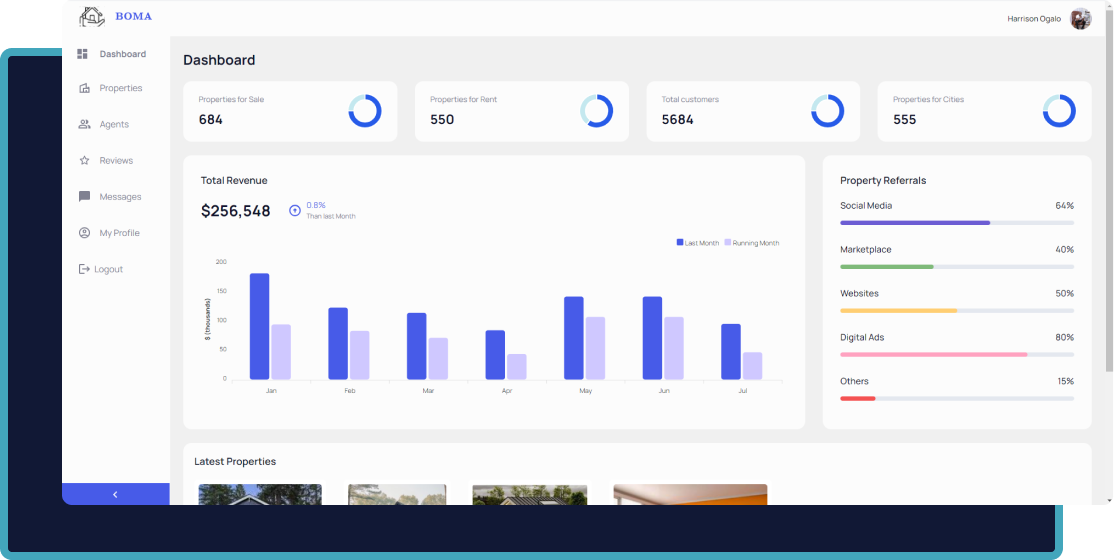 BOMA
Harrison Ogalo
Dashboard
Properties
Agents
Reviews
Messages
My Profile
Logout
Dashboard
Properties for Sale
684
Properties for Rent
550
Total customers
5684
Properties for Cities
555
Total Revenue
$256,548
0.8%
Than last Month
Last Month
Running Month
$ (thousands)
200
150
100
50
0
Jan
Feb
Mar
Apr
May
Jun
Jul
Property Referrals
Social Media
64%
Marketplace
40%
Websites
50%
Digital Ads
80%
Others
15%
Latest Properties